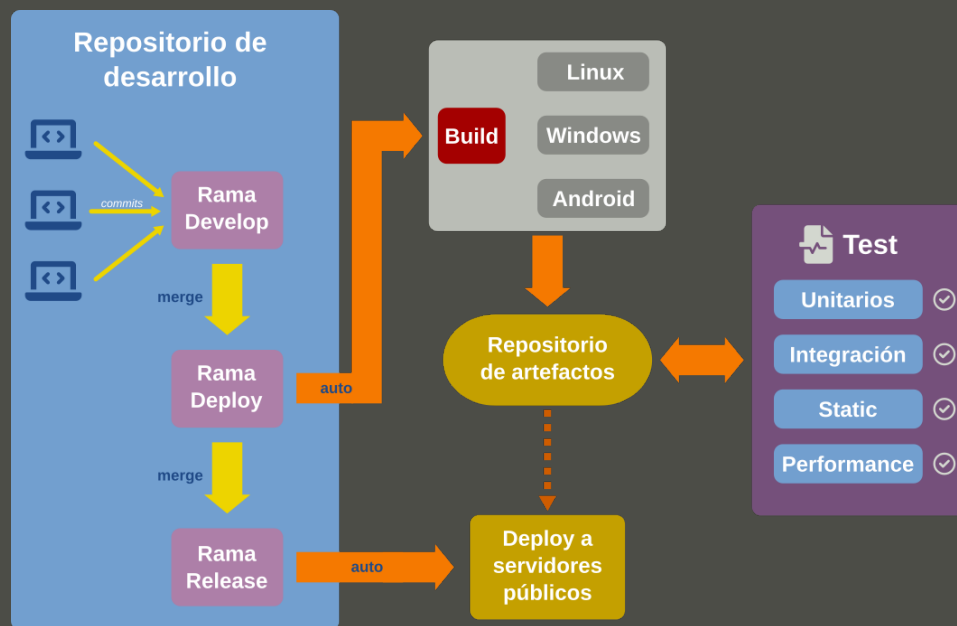 Repositorio de
desarrollo
commits
Rama
Develop
merge
Rama
Deploy
auto
merge
Rama
Release
auto
Build
Linux
Windows
Android
Repositorio
de artefactos
Deploy a
servidores
públicos
Test
Unitarios
Integración
Static
Performance